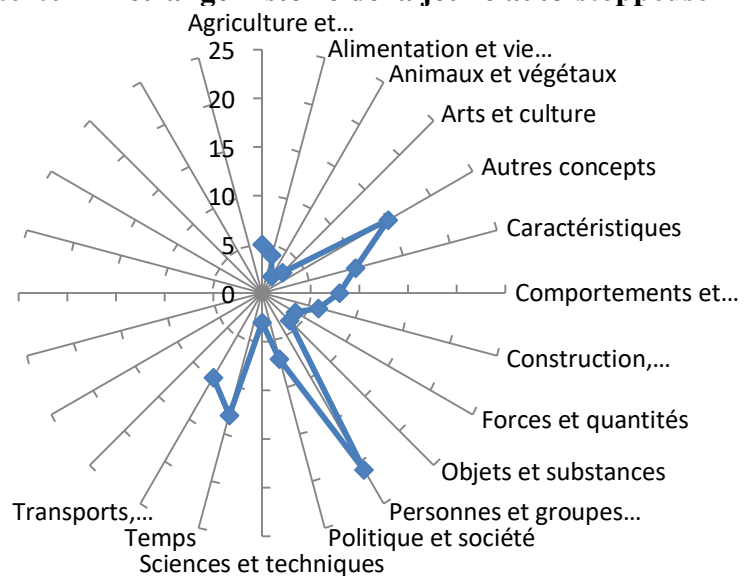 Agriculture et…
Alimentation et vie…
Animaux et végétaux
Arts et culture
Autres concepts
Caractéristiques
Comportements et…
Construction,…
Forces et quantités
Objets et substances
Personnes et groupes…
Politique et société
Sciences et techniques
Temps
Transports,…
25
20
15
10
5
0